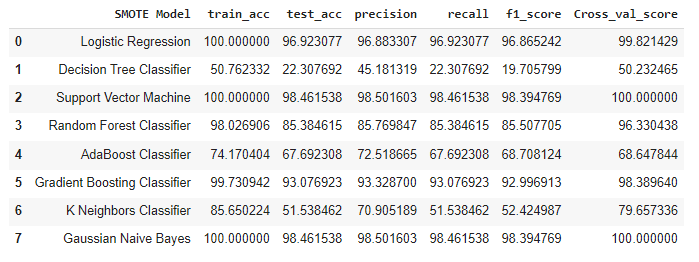 SMOTE Model train_acc test_acc precision recall f1_score Cross_val_score
0 Logistic Regression 100.000000 96.923077 96.883307 96.923077 96.865242 99.821429
1 Decision Tree Classifier 50.762332 22.307692 45.181319 22.307692 19.705799 50.232465
2 Support Vector Machine 100.000000 98.461538 98.501603 98.461538 98.394769 100.000000
3 Random Forest Classifier 98.026906 85.384615 85.769847 85.384615 85.507705 96.330438
4 AdaBoost Classifier 74.170404 67.692308 72.518665 67.692308 68.708124 68.647844
5 Gradient Boosting Classifier 99.730942 93.076923 93.328700 93.076923 92.996913 98.389640
6 K Neighbors Classifier 85.650224 51.538462 70.905189 51.538462 52.424987 79.657336
7 Gaussian Naive Bayes 100.000000 98.461538 98.501603 98.461538 98.394769 100.000000